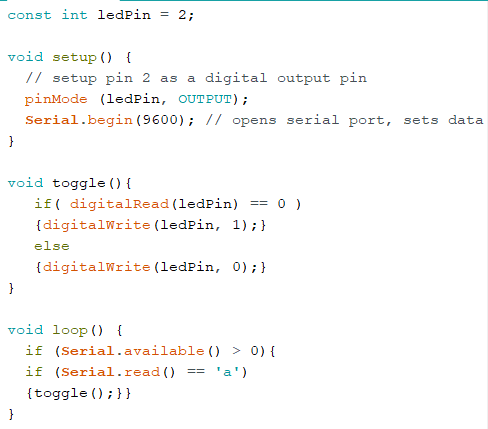 const int ledPin = 2;

void setup() {
  // setup pin 2 as a digital output pin
  pinMode (ledPin, OUTPUT);
  Serial.begin(9600); // opens serial port, sets data
}

void toggle(){
   if( digitalRead(ledPin) == 0 )
   {digitalWrite(ledPin, 1);}
   else
   {digitalWrite(ledPin, 0);}
}

void loop() {
  if (Serial.available() > 0){
  if (Serial.read() == 'a')
  {toggle();}}
}